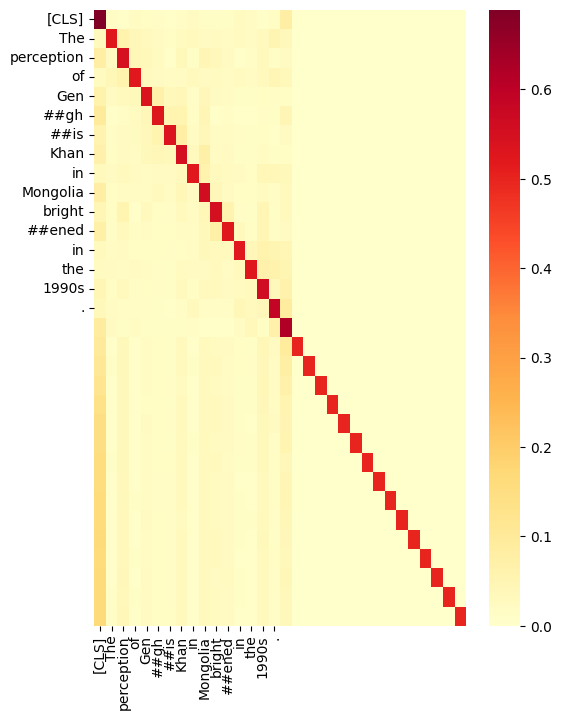 [CLS]
The
perception
of
Gen
##gh
##is
Khan
in
Mongolia
bright
##ened
in
the
1990s
.
[CLS]
The
perception
of
Gen
##gh
##is
Khan
in
Mongolia
bright
##ened
in
the
1990s
.
0.6
0.5
0.4
0.3
0.2
0.1
0.0